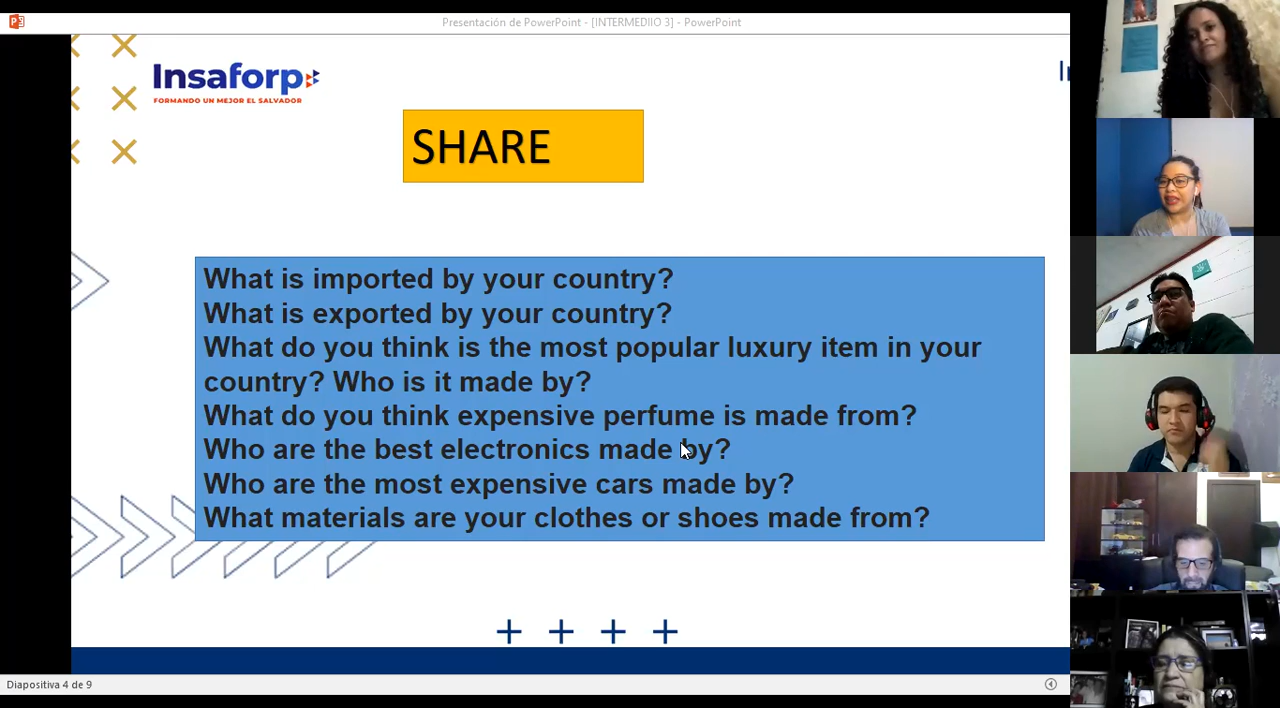 Presentación de PowerPoint - [INTERMEDIIO 3] - PowerPoint
Insaforp
FORMANDO UN MEJOR EL SALVADOR
SHARE
What is imported by your country?
What is exported by your country?
What do you think is the most popular luxury item in your
country? Who is it made by?
What do you think expensive perfume is made from?
Who are the best electronics made by?
Who are the most expensive cars made by?
What materials are your clothes or shoes made from?
Diapositiva 4 de 9